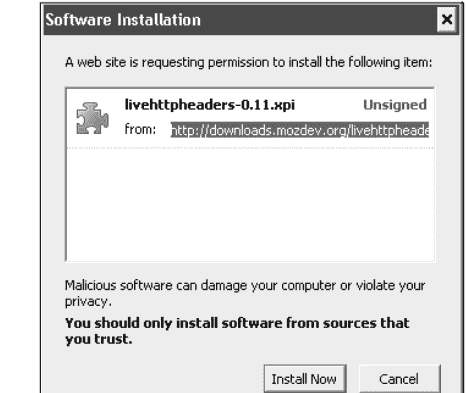 Software Installation
A web site is requesting permission to install the following item:
livehttpheaders-0.11.xpi Unsigned
from: http://downloads.mozdev.org/livehttpheade
Malicious software can damage your computer or violate your
privacy.
You should only install software from sources that
you trust.
Install Now Cancel